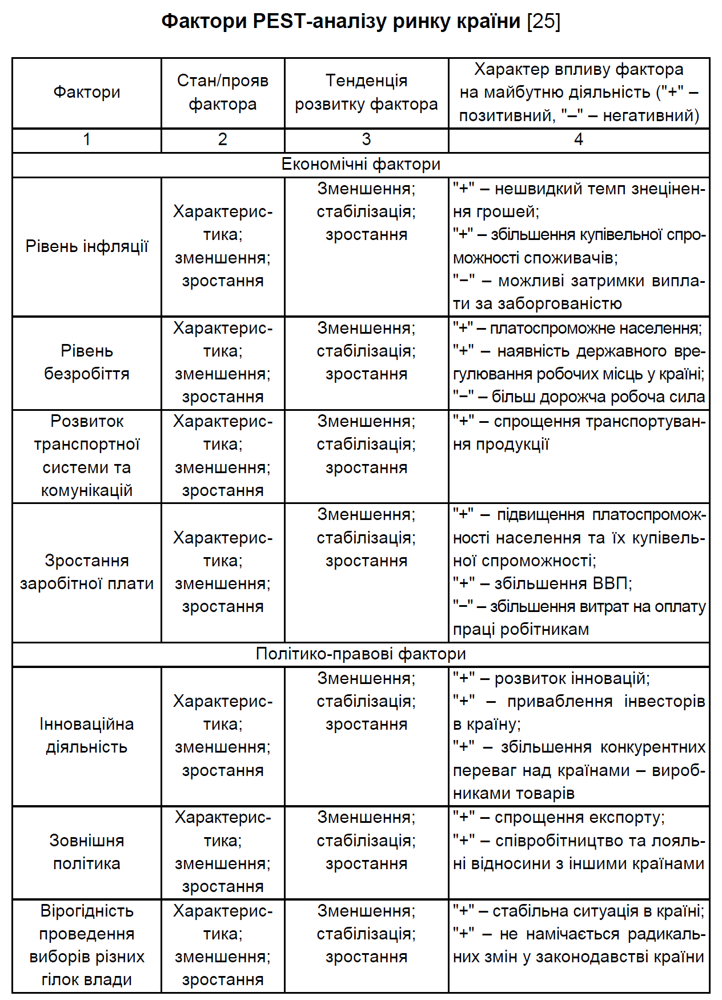 Фактори PEST-аналізу ринку країни [25]
Фактори
Стан/прояв
фактора
Тенденція
розвитку фактора
Характер впливу фактора
на майбутню діяльність ("+" –
позитивний, "–" – негативний)
1
2
3
4
Економічні фактори
Рівень інфляції
Характерис-
тика;
зменшення;
зростання
Зменшення;
стабілізація;
зростання
"+" – нешвидкий темп знецінен-
ня грошей;
"+" – збільшення купівельної спро-
можності споживачів;
"–" – можливі затримки випла-
ти за заборгованістю
Рівень
безробіття
Характерис-
тика;
зменшення;
зростання
Зменшення;
стабілізація;
зростання
"+" – платоспроможне населення;
"+" – наявність державного вре-
гулювання робочих місць у країні;
"–" – більш дорожча робоча сила
Розвиток
транспортної
системи та
комунікацій
Характерис-
тика;
зменшення;
зростання
Зменшення;
стабілізація;
зростання
"+" – спрощення транспортуван-
ня продукції
Зростання
заробітної плати
Характерис-
тика;
зменшення;
зростання
Зменшення;
стабілізація;
зростання
"+" – підвищення платоспромож-
ності населення та їх купівель-
ної спроможності;
"+" – збільшення ВВП;
"–" – збільшення витрат на оплату
праці робітникам
Політико-правові фактори
Інноваційна
діяльність
Характерис-
тика;
зменшення;
зростання
Зменшення;
стабілізація;
зростання
"+" – розвиток інновацій;
"+" – приваблення інвесторів
в країну;
"+" – збільшення конкурентних
переваг над країнами – вироб-
никами товарів
Зовнішня
політика
Характерис-
тика;
зменшення;
зростання
Зменшення;
стабілізація;
зростання
"+" – спрощення експорту;
"+" – співробітництво та лояль-
ні відносини з іншими країнами
Вірогідність
проведення
виборів різних
гілок влади
Характерис-
тика;
зменшення;
зростання
Зменшення;
стабілізація;
зростання
"+" – стабільна ситуація в країні;
"+" – не намічається радикаль-
них змін у законодавстві країни